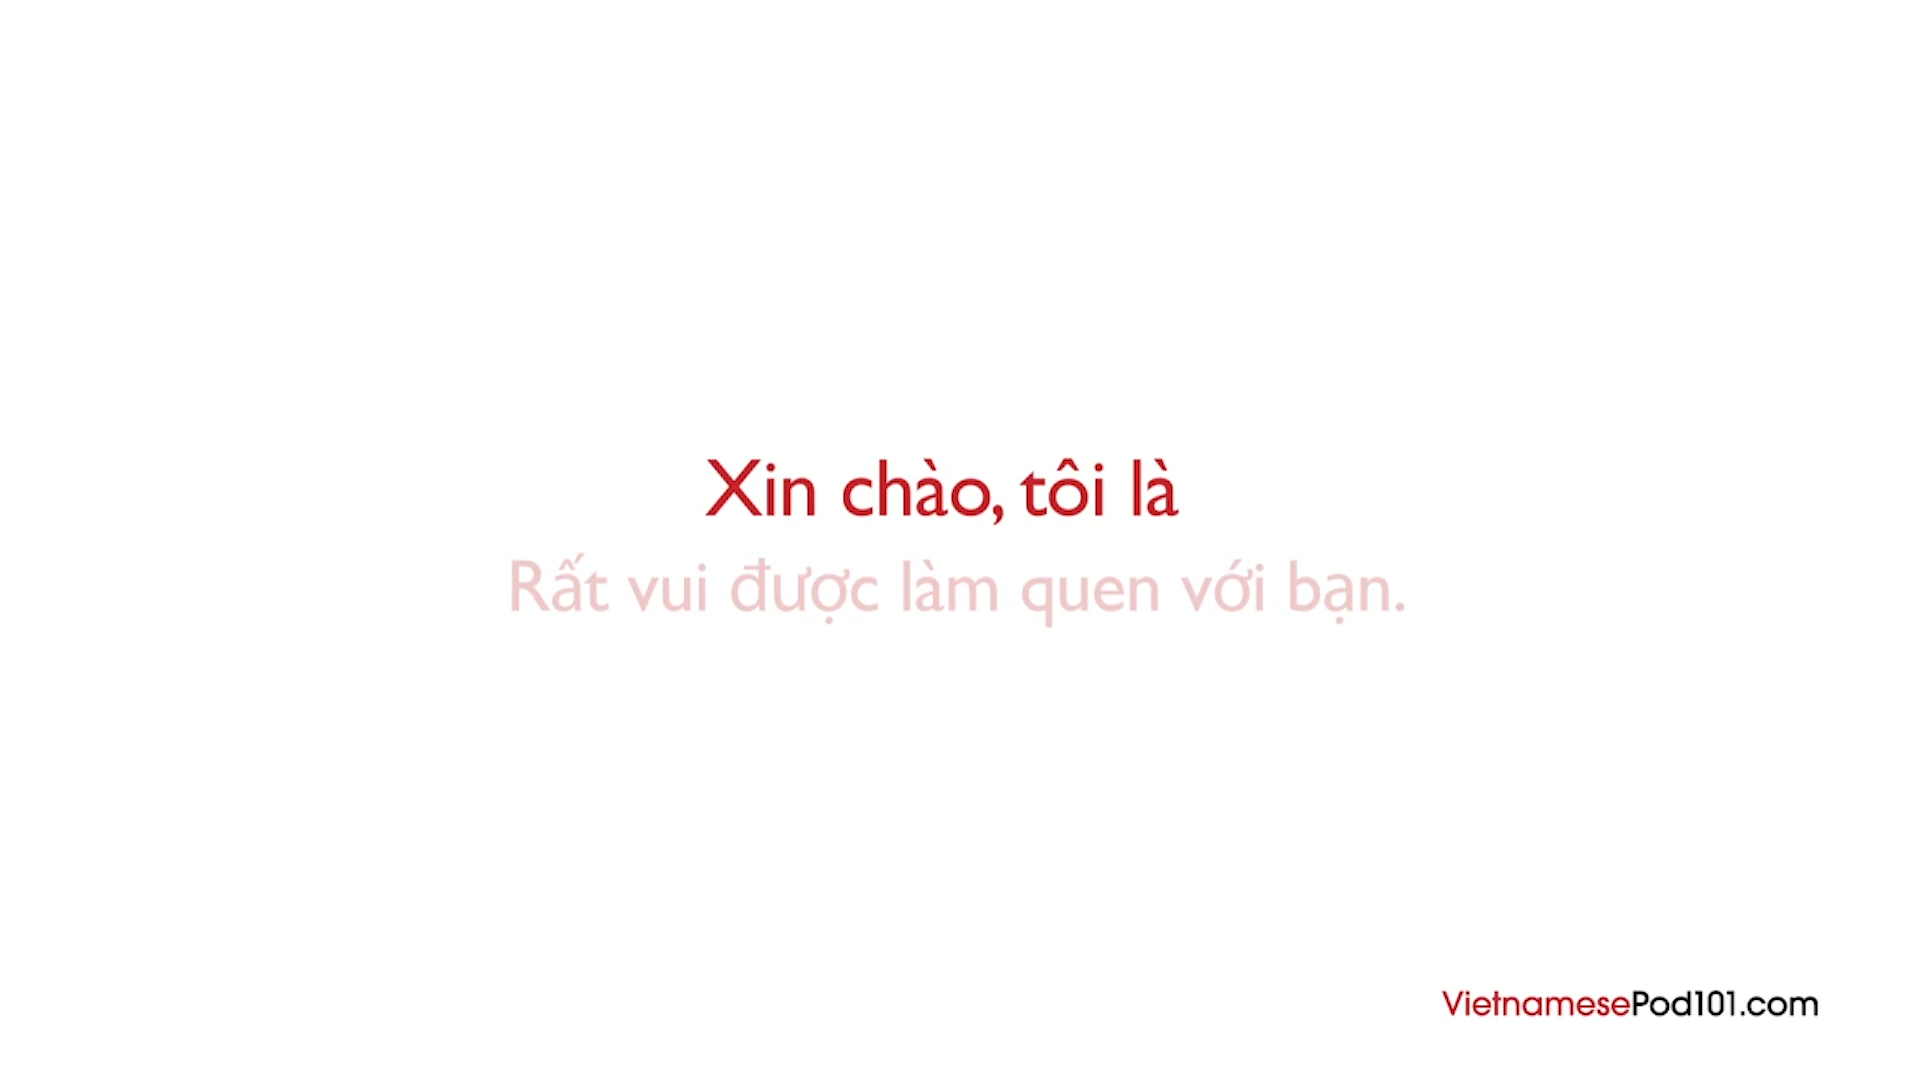 Xin chào, tôi là
Rất vui được làm quen với bạn.
VietnamesePod101.com